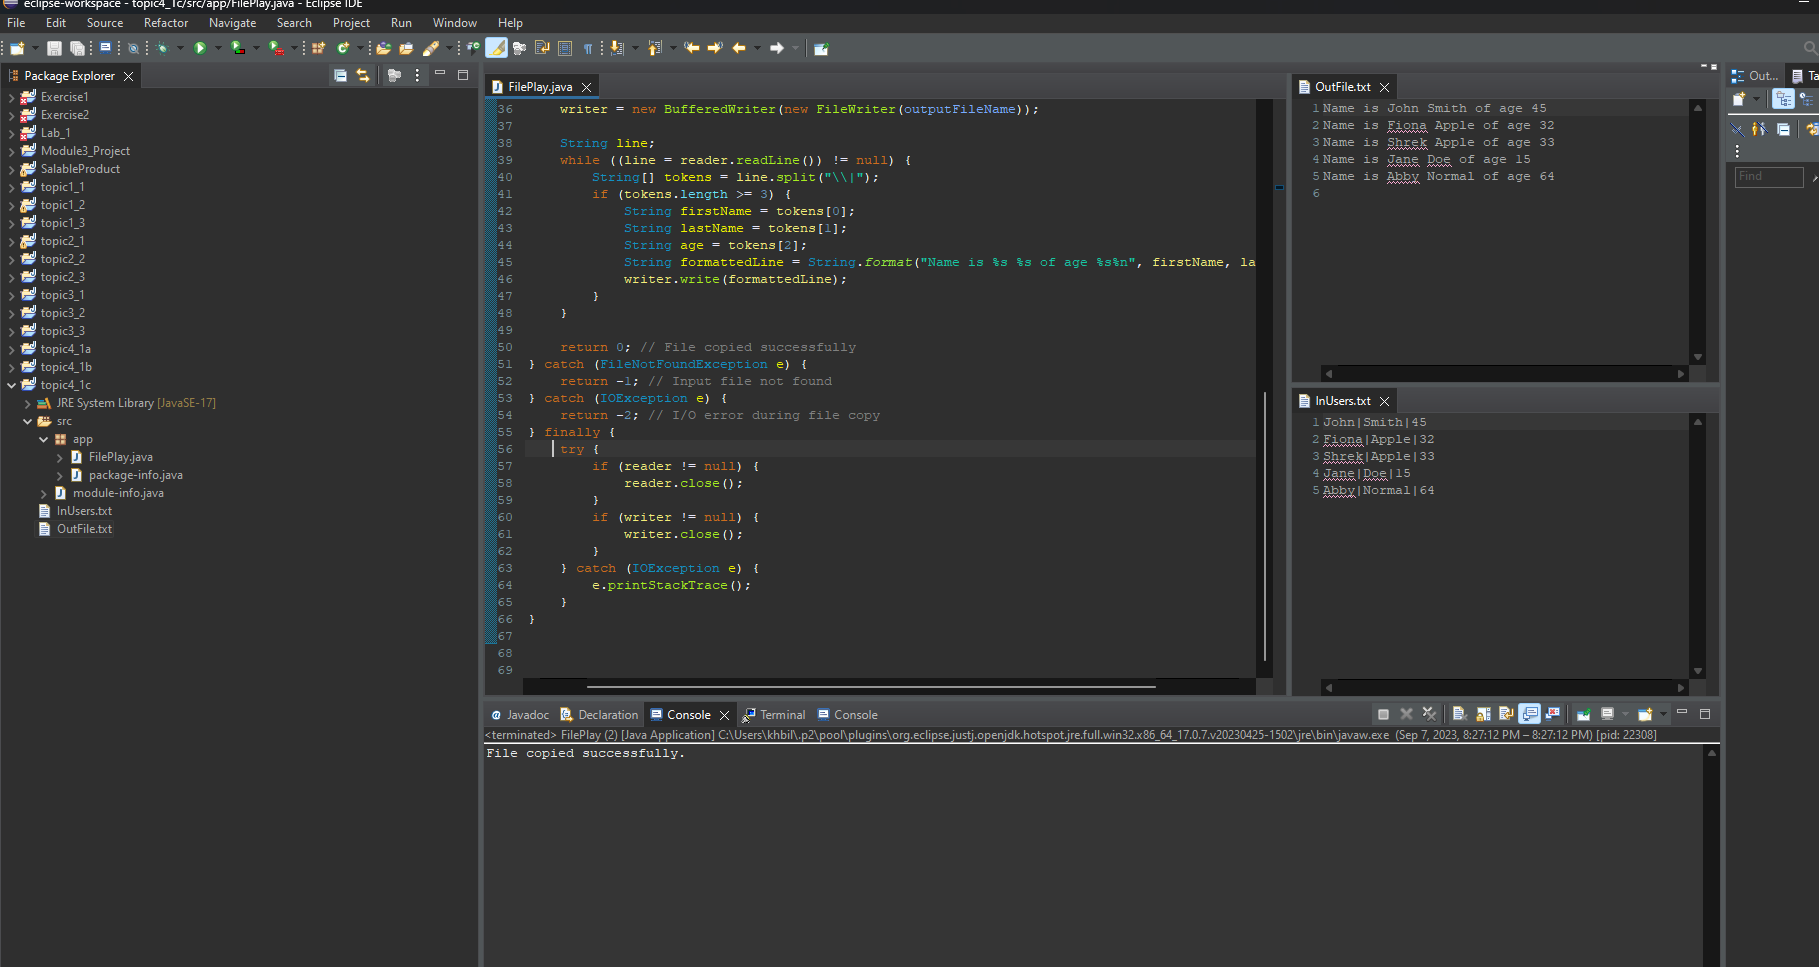 eclipse-workspace - topic4_1c/src/app/FilePlay.java - Eclipse IDE
File Edit Source Refactor Navigate Search Project Run Window Help
Package Explorer
Exercise1
Exercise2
Lab_1
Module3_Project
SalableProduct
topic1_1
topic1_2
topic1_3
topic2_1
topic2_2
topic2_3
topic3_1
topic3_2
topic3_3
topic4_1a
topic4_1b
topic4_1c
JRE System Library [JavaSE-17]
src
app
FilePlay.java
package-info.java
module-info.java
InUsers.txt
OutFile.txt
FilePlay.java
36 writer = new BufferedWriter(new FileWriter(outputFileName));
37
38 String line;
39 while ((line = reader.readLine()) != null) {
40 String[] tokens = line.split("\\|");
41 if (tokens.length >= 3) {
42 String firstName = tokens[0];
43 String lastName = tokens[1];
44 String age = tokens[2];
45 String formattedLine = String.format("Name is %s %s of age %s%n", firstName, la
46 writer.write(formattedLine);
47 }
48 }
49
50 return 0; // File copied successfully
51 } catch (FileNotFoundException e) {
52 return -1; // Input file not found
53 } catch (IOException e) {
54 return -2; // I/O error during file copy
55 } finally {
56 try {
57 if (reader != null) {
58 reader.close();
59 }
60 if (writer != null) {
61 writer.close();
62 }
63 } catch (IOException e) {
64 e.printStackTrace();
65 }
66 }
67
68
69
OutFile.txt
1 Name is John Smith of age 45
2 Name is Fiona Apple of age 32
3 Name is Shrek Apple of age 33
4 Name is Jane Doe of age 15
5 Name is Abby Normal of age 64
6
InUsers.txt
1 John|Smith|45
2 Fiona|Apple|32
3 Shrek|Apple|33
4 Jane|Doe|15
5 Abby|Normal|64
Out... Ta
Find
Javadoc Declaration Console Terminal Console
<terminated> FilePlay (2) [Java Application] C:\Users\khbil\.p2\pool\plugins\org.eclipse.justj.openjdk.hotspot.jre.full.win32.x86_64_17.0.7.v20230425-1502\jre\bin\javaw.exe (Sep 7, 2023, 8:27:12 PM – 8:27:12 PM) [pid: 22308]
File copied successfully.